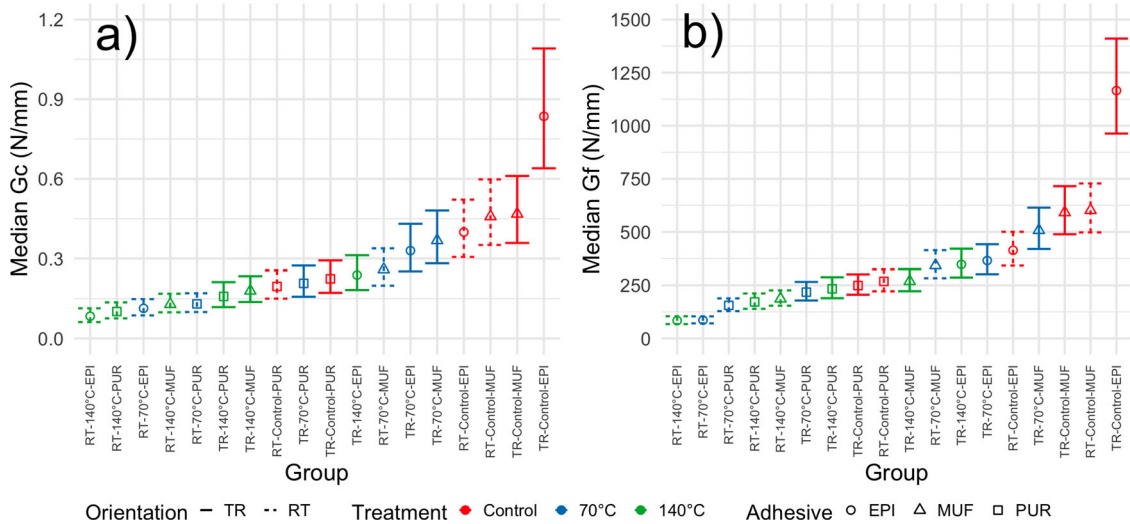 a)
Median Gc (N/mm)
1.2
0.9
0.6
0.3
0.0
RT-140°C-EPI
RT-140°C-PUR
RT-70°C-EPI
RT-140°C-MUF
RT-70°C-PUR
TR-140°C-PUR
TR-140°C-MUF
RT-Control-PUR
TR-70°C-PUR
TR-Control-PUR
TR-140°C-EPI
RT-70°C-MUF
TR-70°C-EPI
TR-70°C-MUF
RT-Control-EPI
RT-Control-MUF
TR-Control-MUF
TR-Control-EPI
Group
b)
Median Gf (N/mm)
1500
1250
1000
750
500
250
0
RT-140°C-EPI
RT-70°C-EPI
RT-70°C-PUR
RT-140°C-PUR
RT-140°C-MUF
TR-70°C-PUR
TR-140°C-PUR
TR-Control-PUR
RT-Control-PUR
TR-140°C-MUF
RT-70°C-MUF
TR-140°C-EPI
TR-70°C-EPI
RT-Control-EPI
TR-70°C-MUF
TR-Control-MUF
RT-Control-MUF
TR-Control-EPI
Group
Orientation TR RT Treatment Control 70°C 140°C Adhesive EPI MUF PUR